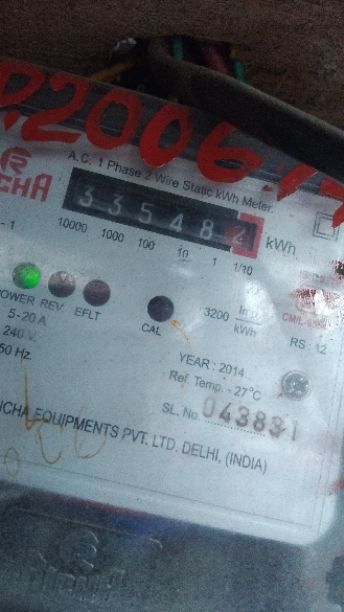 R2006
A.C. 1 Phase 2 Wire Static kWh Meter
335482 kWh
10000 1000 100 10 1 1/10
POWER REV EFLT
CAL
3200 Imp/kWh
5-20 A
240 V.
50 Hz.
RS : 12
YEAR : 2014
Ref. Temp. - 27°C
SL. No. 043831
EQUIPMENTS PVT. LTD. DELHI, (INDIA)